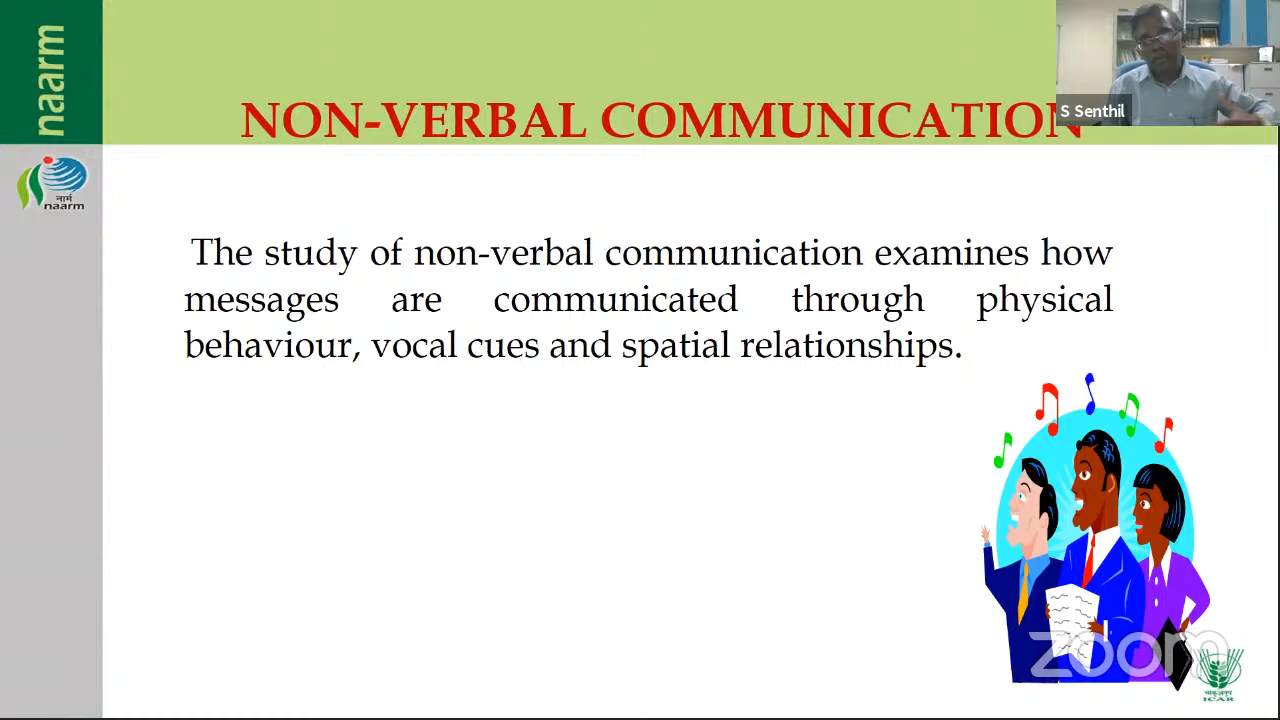 naarm
NON-VERBAL COMMUNICATION
S Senthil
नार्म
naarm
The study of non-verbal communication examines how
messages are communicated through physical
behaviour, vocal cues and spatial relationships.
zoom
भाकृअनुप
ICAR